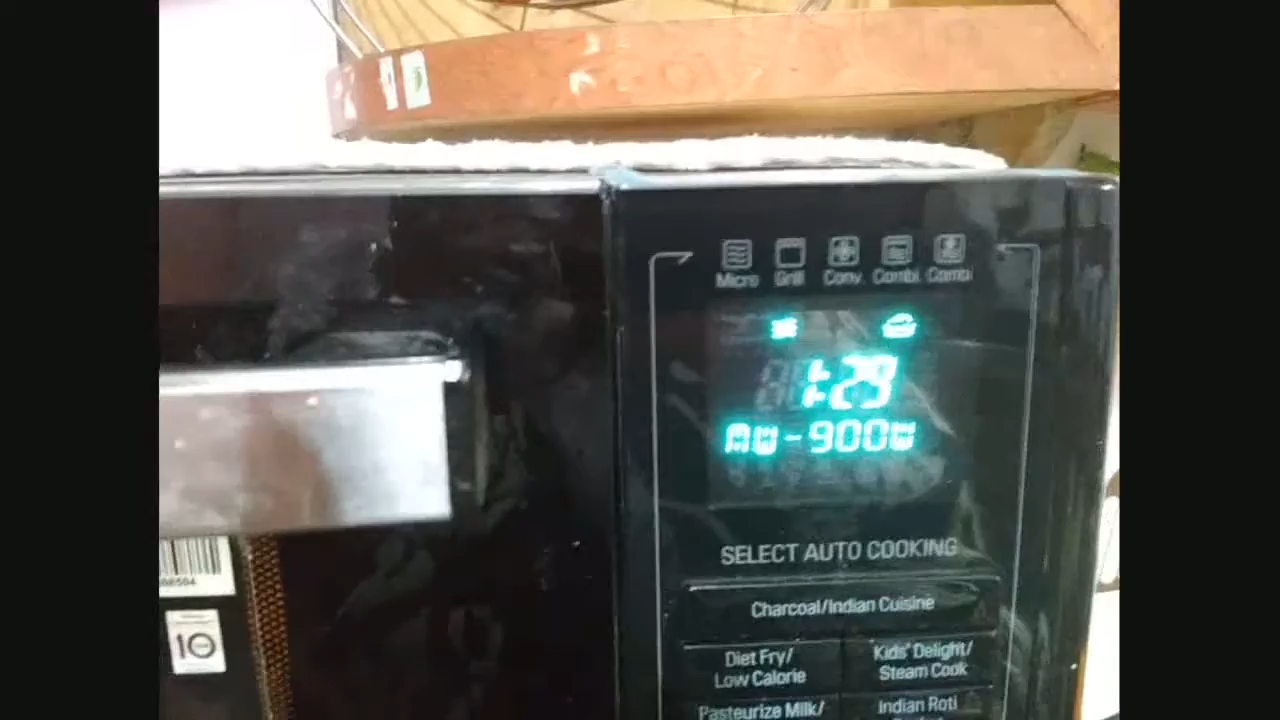 Micro Grill Conv. Combi Combi
1:29
MW-900W
SELECT AUTO COOKING
Charcoal/Indian Cuisine
Diet Fry/
Low Calorie
Kids' Delight/
Steam Cook
Pasteurize Milk/
Indian Roti
10